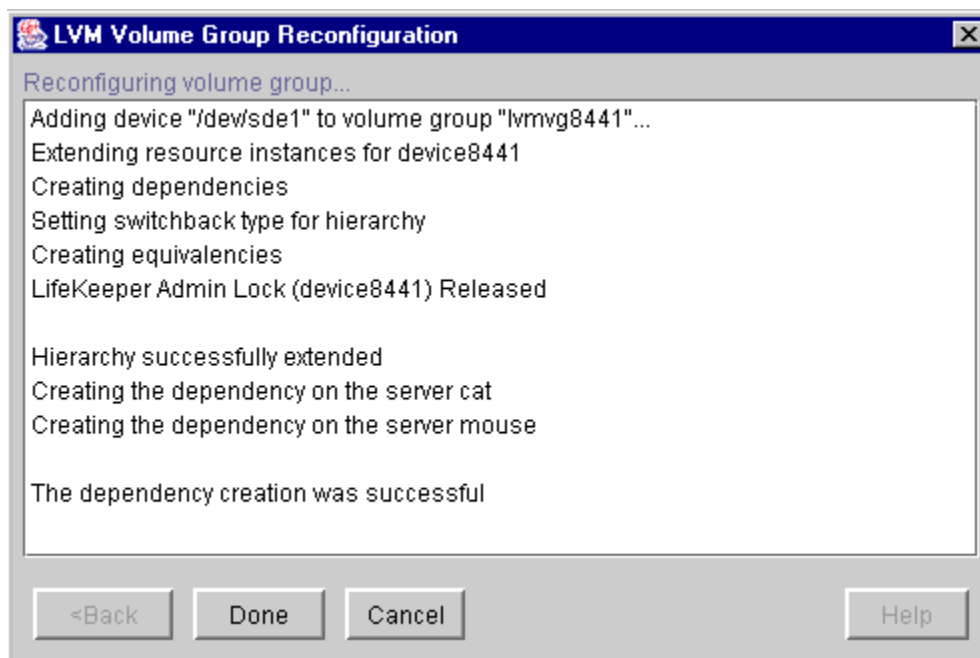 LVM Volume Group Reconfiguration
Reconfiguring volume group...
Adding device "/dev/sde1" to volume group "lvmvg8441"...
Extending resource instances for device8441
Creating dependencies
Setting switchback type for hierarchy
Creating equivalencies
LifeKeeper Admin Lock (device8441) Released
Hierarchy successfully extended
Creating the dependency on the server cat
Creating the dependency on the server mouse
The dependency creation was successful
<Back
Done
Cancel
Help